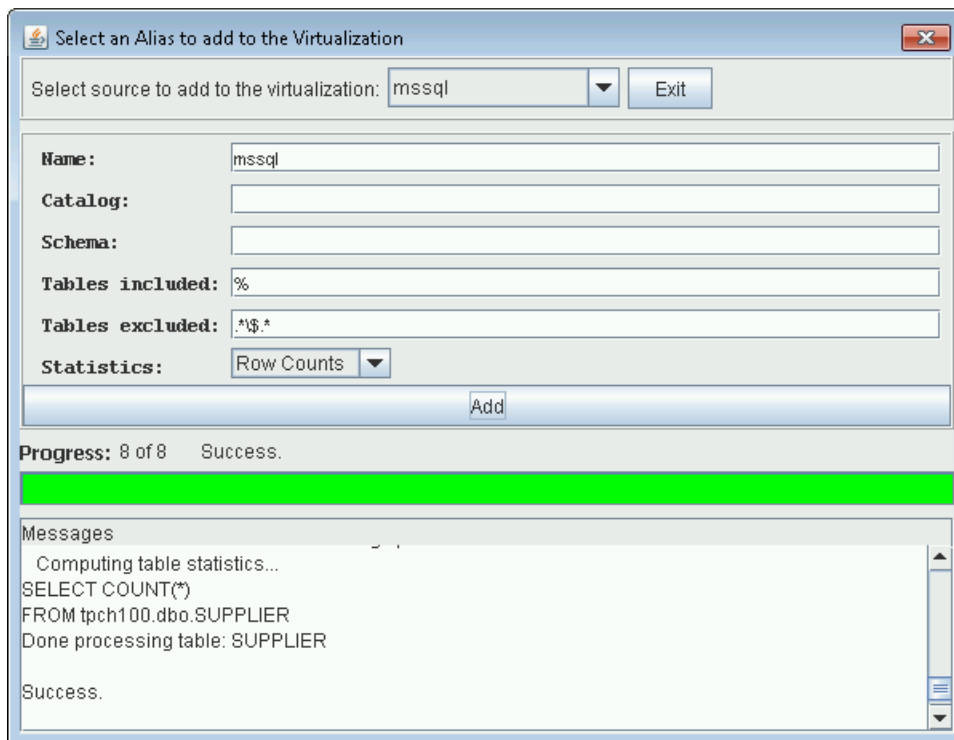 Select an Alias to add to the Virtualization
Select source to add to the virtualization: mssql Exit
Name: mssql
Catalog:
Schema:
Tables included: %
Tables excluded: .*\$.*
Statistics: Row Counts
Add
Progress: 8 of 8 Success.
Messages
Computing table statistics...
SELECT COUNT(*)
FROM tpch100.dbo.SUPPLIER
Done processing table: SUPPLIER
Success.